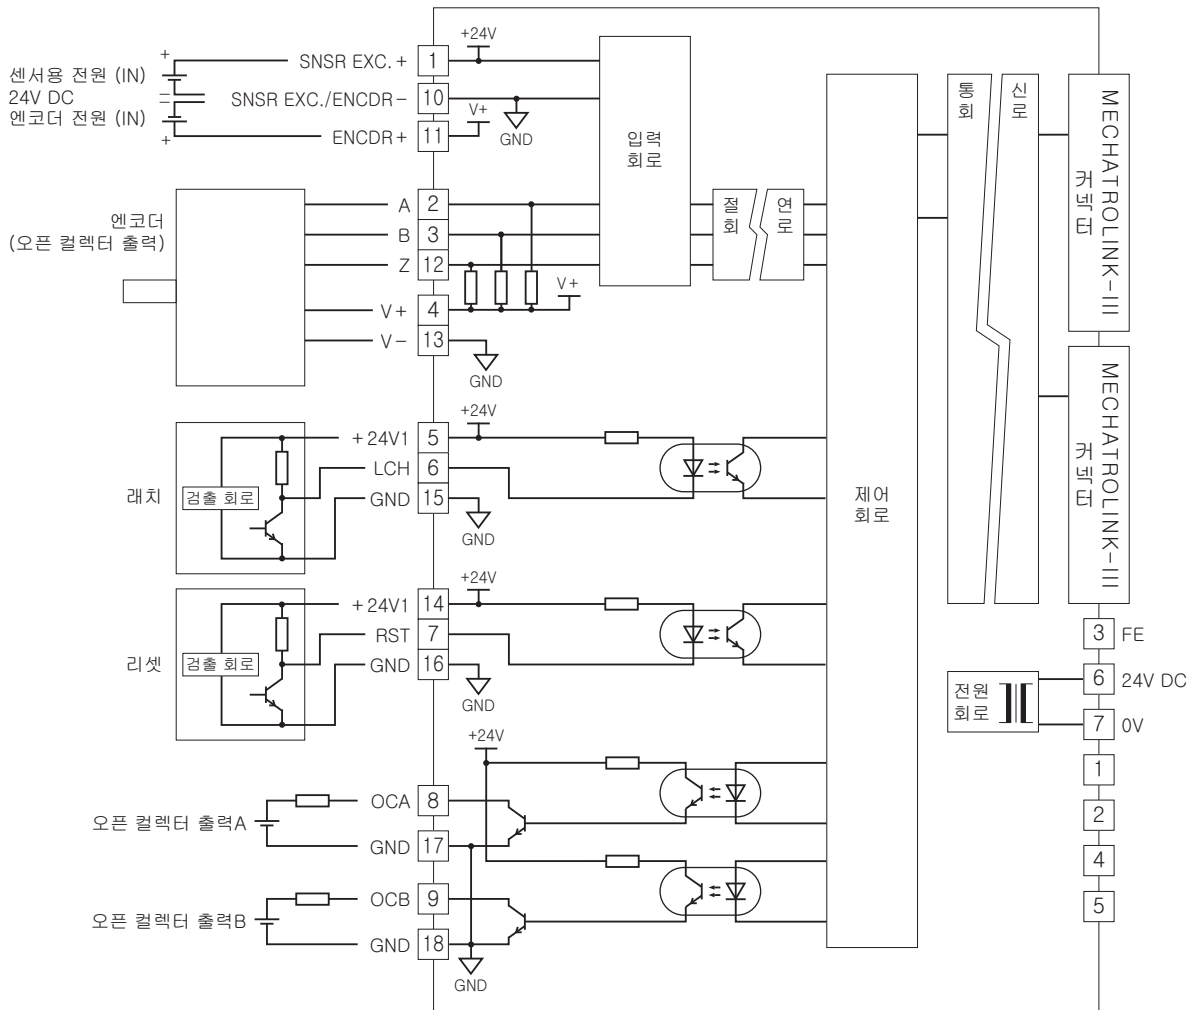 센서용 전원 (IN)
24V DC
엔코더 전원 (IN)
+
+
SNSR EXC.+
1
+24V
SNSR EXC./ENCDR-
10
GND
ENCDR+
11
V+
입력
회로
엔코더
(오픈 컬렉터 출력)
A
2
B
3
Z
12
V+
4
V+
V-
13
GND
절 연
회 로
통 신
회 로
제어
회로
MECHATROLINK-III
커넥터
MECHATROLINK-III
커넥터
래치
검출 회로
+24V1
5
+24V
LCH
6
GND
15
GND
리셋
검출 회로
+24V1
14
+24V
RST
7
GND
16
GND
+24V
오픈 컬렉터 출력A
OCA
8
GND
17
오픈 컬렉터 출력B
OCB
9
GND
18
GND
전원
회로
3
FE
6
24V DC
7
0V
1
2
4
5